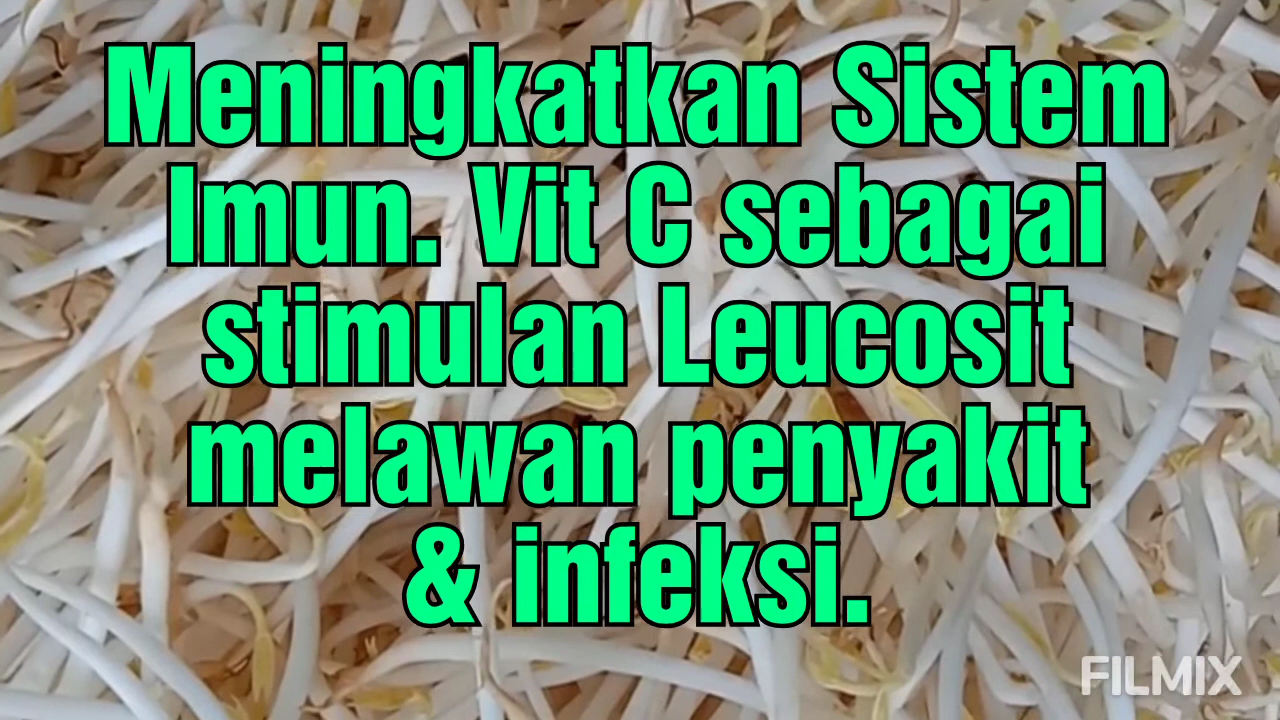 Meningkatkan Sistem
Imun. Vit C sebagai
stimulan Leucosit
melawan penyakit
& infeksi.
FILMIX